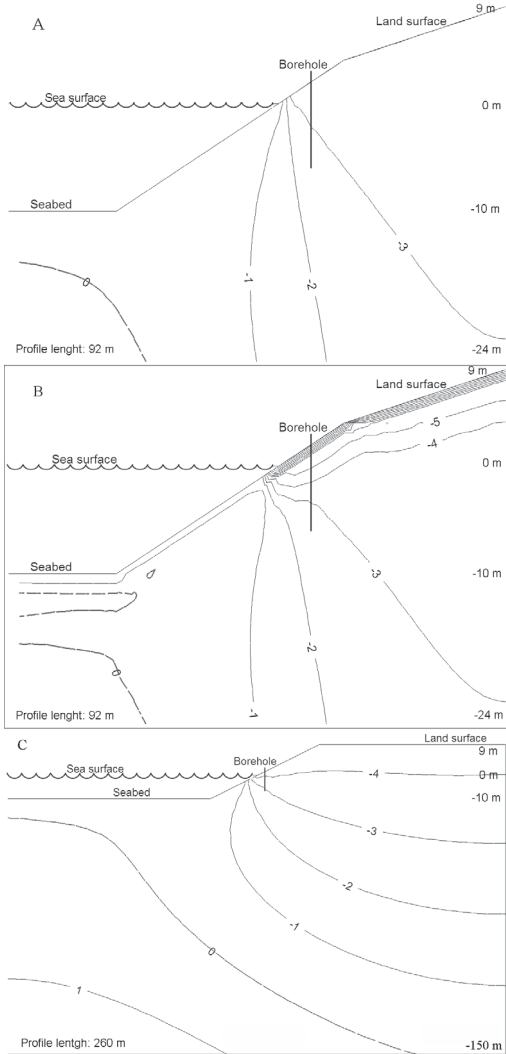 A
9 m
Land surface
Borehole
Sea surface
0 m
Seabed
-10 m
0
-1
-2
-3
Profile lenght: 92 m
-24 m
B
9 m
Land surface
Borehole
-5
-4
Sea surface
0 m
Seabed
0
-10 m
-3
0
-1
-2
Profile lenght: 92 m
-24 m
C
Land surface
9 m
Borehole
Sea surface
-4
0 m
Seabed
-10 m
-3
-2
-1
0
1
Profile lentgh: 260 m
-150 m